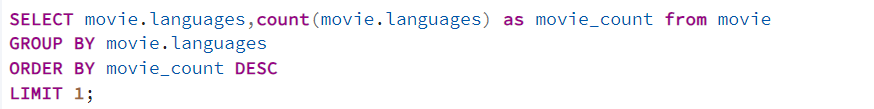 SELECT movie.languages,count(movie.languages) as movie_count from movie
GROUP BY movie.languages
ORDER BY movie_count DESC
LIMIT 1;